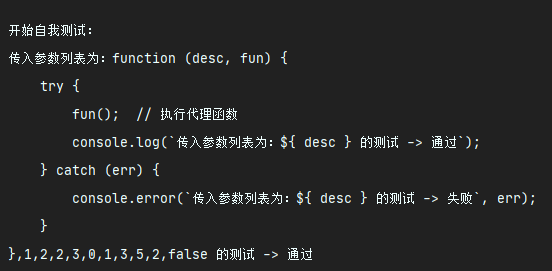 开始自我测试:
传入参数列表为: function (desc, fun) {
    try {
        fun();  // 执行代理函数
        console.log(`传入参数列表为: ${ desc } 的测试 -> 通过`);
    } catch (err) {
        console.error(`传入参数列表为: ${ desc } 的测试 -> 失败`, err);
    }
},1,2,2,3,0,1,3,5,2,false 的测试 -> 通过